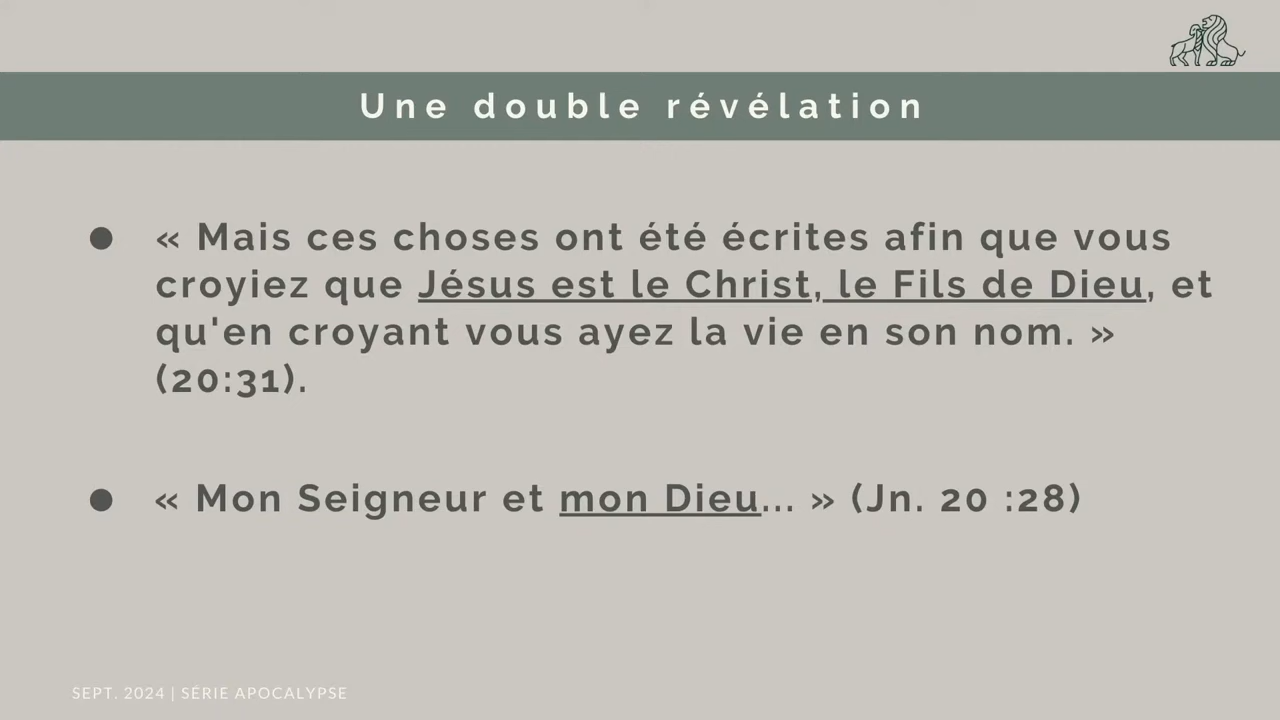 Une double révélation
« Mais ces choses ont été écrites afin que vous
croyiez que Jésus est le Christ, le Fils de Dieu, et
qu'en croyant vous ayez la vie en son nom. »
(20:31).
« Mon Seigneur et mon Dieu... » (Jn. 20 :28)
SEPT. 2024 | SÉRIE APOCALYPSE